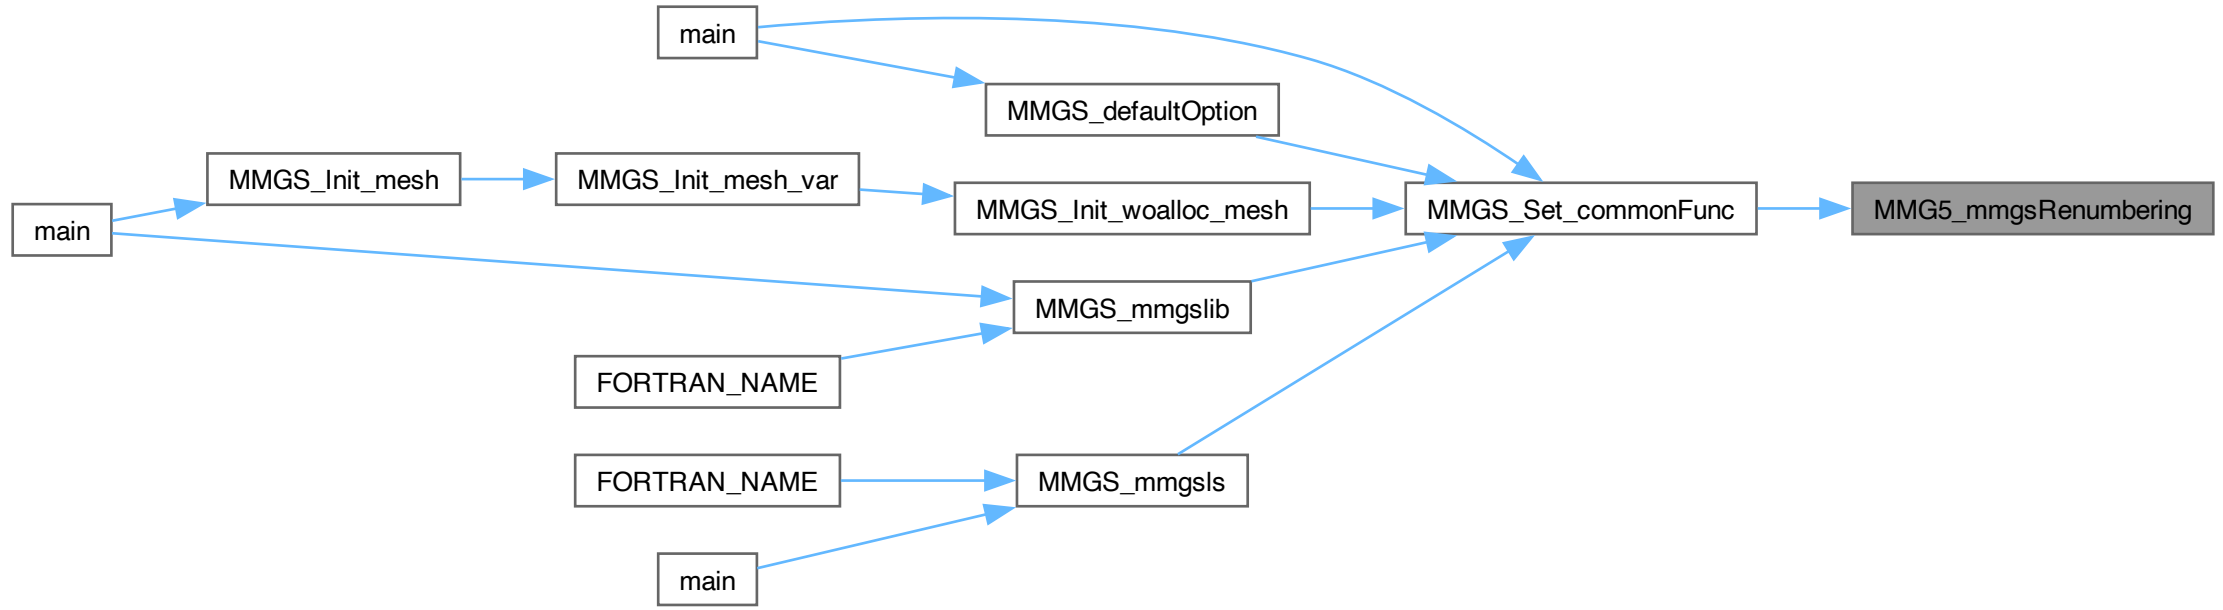 main
MMGS_defaultOption
MMGS_Init_mesh
MMGS_Init_mesh_var
MMGS_Init_woalloc_mesh
MMGS_Set_commonFunc
MMG5_mmgsRenumbering
main
MMGS_mmgslib
FORTRAN_NAME
FORTRAN_NAME
MMGS_mmgsls
main